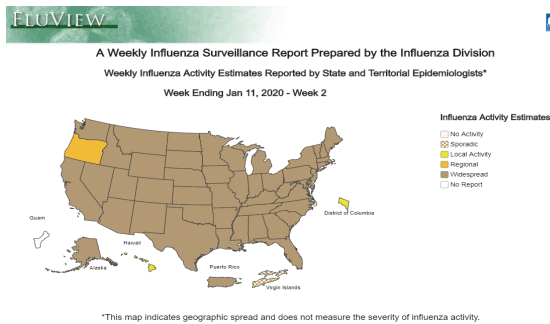 FLUVIEW
A Weekly Influenza Surveillance Report Prepared by the Influenza Division
Weekly Influenza Activity Estimates Reported by State and Territorial Epidemiologists*
Week Ending Jan 11, 2020 - Week 2
Influenza Activity Estimates
No Activity
Sporadic
Local Activity
Regional
Widespread
No Report
District of Columbia
Guam
Hawaii
Alaska
Puerto Rico
Virgin Islands
*This map indicates geographic spread and does not measure the severity of influenza activity.